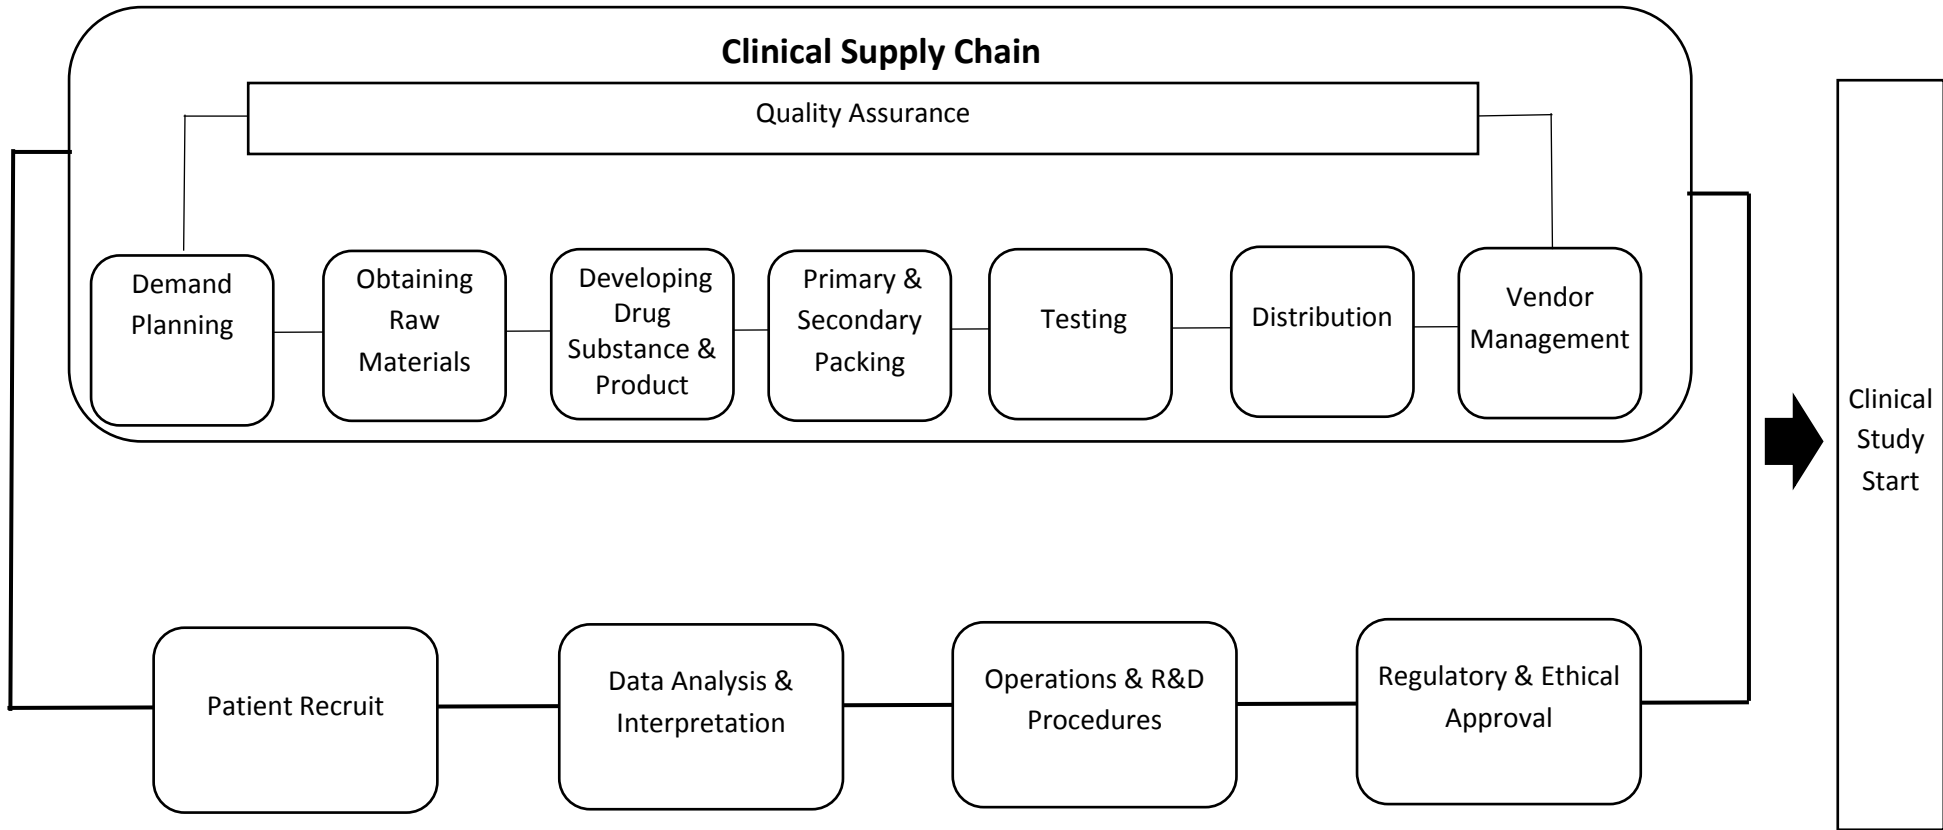 Clinical Supply Chain
Quality Assurance
Demand
Planning
Obtaining
Raw
Materials
Developing
Drug
Substance &
Product
Primary &
Secondary
Packing
Testing
Distribution
Vendor
Management
Clinical
Study
Start
Patient Recruit
Data Analysis &
Interpretation
Operations & R&D
Procedures
Regulatory & Ethical
Approval